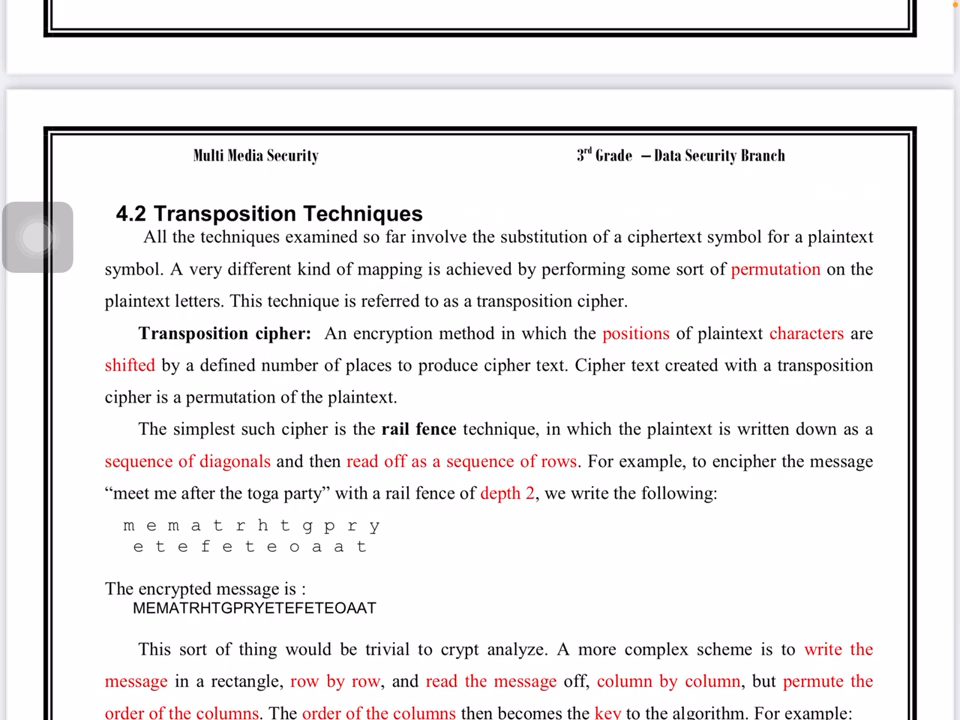 Multi Media Security 3rd Grade – Data Security Branch
4.2 Transposition Techniques
All the techniques examined so far involve the substitution of a ciphertext symbol for a plaintext
symbol. A very different kind of mapping is achieved by performing some sort of permutation on the
plaintext letters. This technique is referred to as a transposition cipher.
Transposition cipher: An encryption method in which the positions of plaintext characters are
shifted by a defined number of places to produce cipher text. Cipher text created with a transposition
cipher is a permutation of the plaintext.
The simplest such cipher is the rail fence technique, in which the plaintext is written down as a
sequence of diagonals and then read off as a sequence of rows. For example, to encipher the message
“meet me after the toga party” with a rail fence of depth 2, we write the following:
m e m a t r h t g p r y
e t e f e t e o a a t
The encrypted message is :
MEMATRHTGPRYETEFETEOAAT
This sort of thing would be trivial to crypt analyze. A more complex scheme is to write the
message in a rectangle, row by row, and read the message off, column by column, but permute the
order of the columns. The order of the columns then becomes the key to the algorithm. For example: